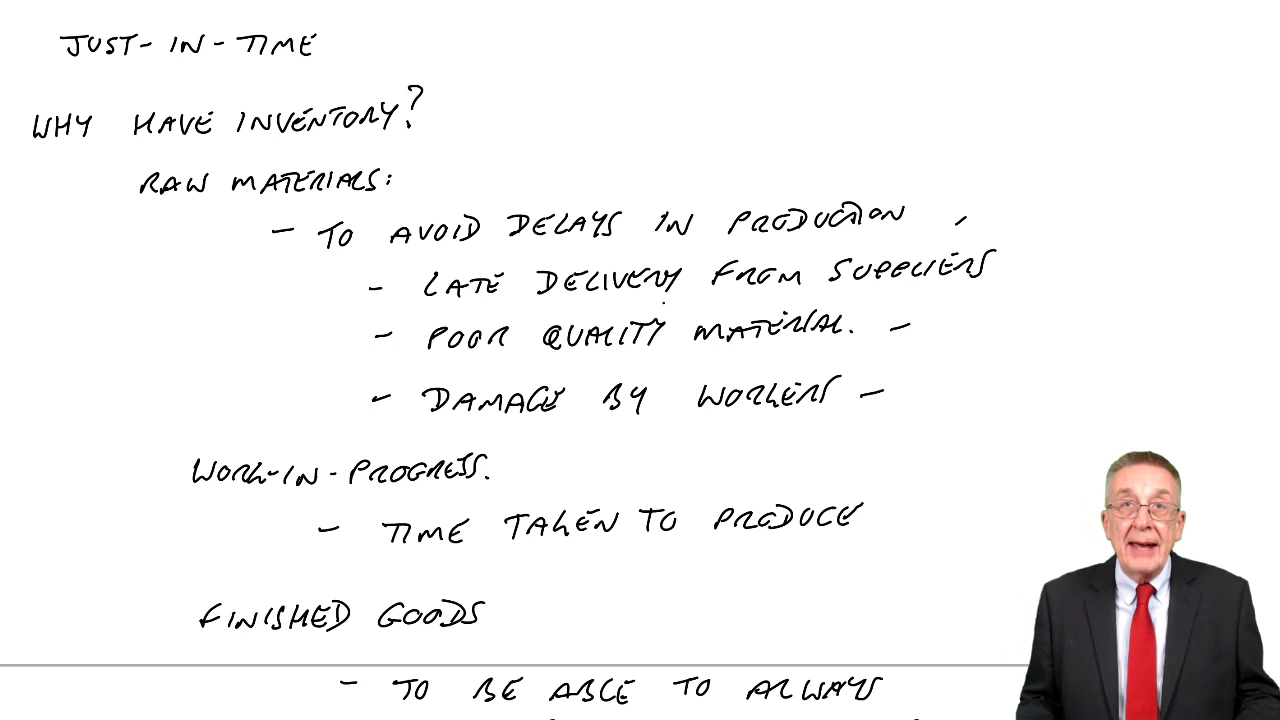 JUST-IN-TIME
WHY HAVE INVENTORY?
RAW MATERIALS:
- TO AVOID DELAYS IN PRODUCTION,
- LATE DELIVERY FROM SUPPLIERS
- POOR QUALITY MATERIAL. -
- DAMAGE BY WORKERS -
WORK-IN-PROGRESS.
- TIME TAKEN TO PRODUCE
FINISHED GOODS
- TO BE ABLE TO ALWAYS